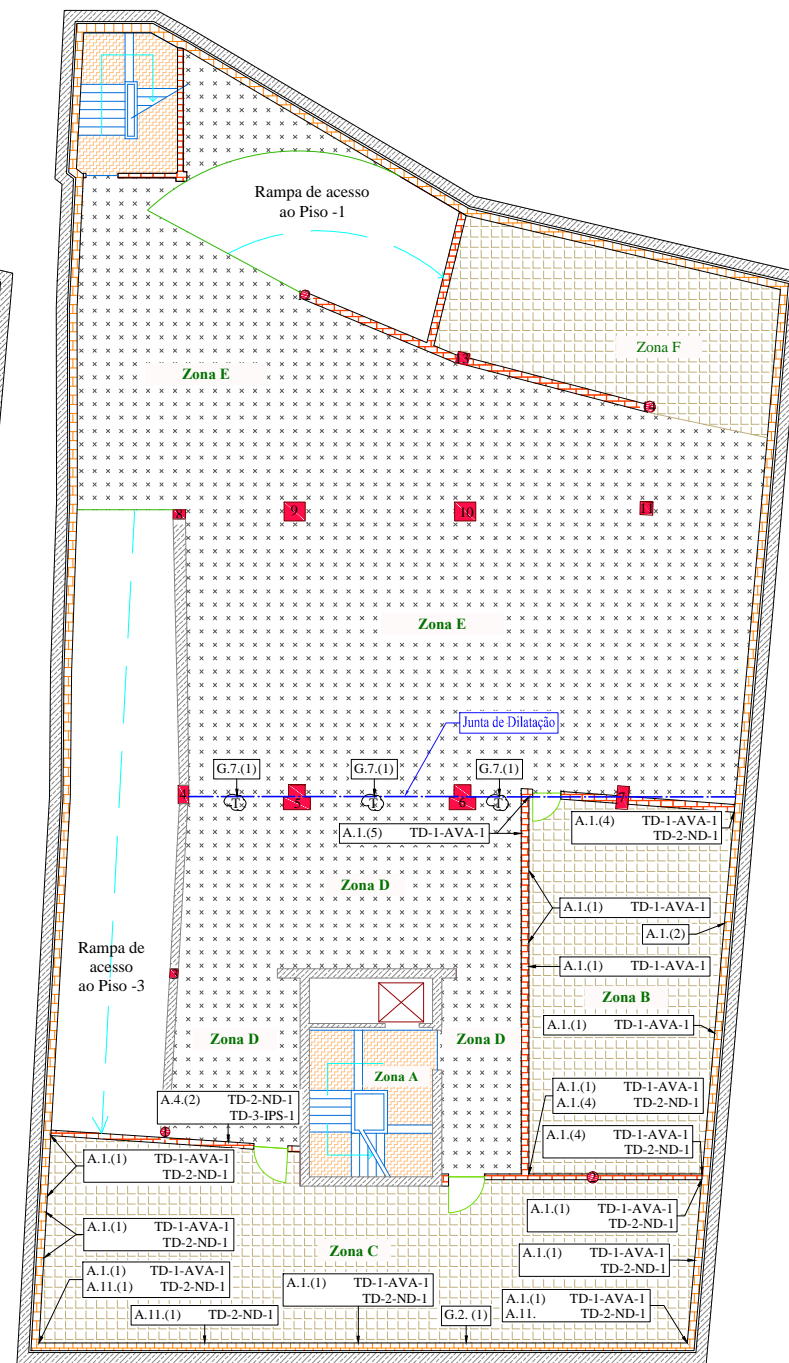 Rampa de acesso
ao Piso -1
Zona F
Zona E
8
9
10
11
Zona E
Junta de Dilatação
G.7.(1)
G.7.(1)
G.7.(1)
4
T
5
T
6
T
7
A.1.(5) TD-1-AVA-1
A.1.(4) TD-1-AVA-1
TD-2-ND-1
Zona D
A.1.(1) TD-1-AVA-1
A.1.(2)
Rampa de
acesso
ao Piso -3
A.1.(1) TD-1-AVA-1
Zona B
A.1.(1) TD-1-AVA-1
Zona D
Zona D
Zona A
A.4.(2) TD-2-ND-1
TD-3-IPS-1
A.1.(1) TD-1-AVA-1
A.1.(4) TD-2-ND-1
A.1.(4) TD-1-AVA-1
TD-2-ND-1
A.1.(1) TD-1-AVA-1
TD-2-ND-1
A.1.(1) TD-1-AVA-1
TD-2-ND-1
A.1.(1) TD-1-AVA-1
TD-2-ND-1
Zona C
A.1.(1) TD-1-AVA-1
TD-2-ND-1
A.1.(1) TD-1-AVA-1
A.11.(1) TD-2-ND-1
A.1.(1) TD-1-AVA-1
TD-2-ND-1
A.11.(1) TD-2-ND-1
G.2. (1)
A.1.(1) TD-1-AVA-1
A.11. TD-2-ND-1